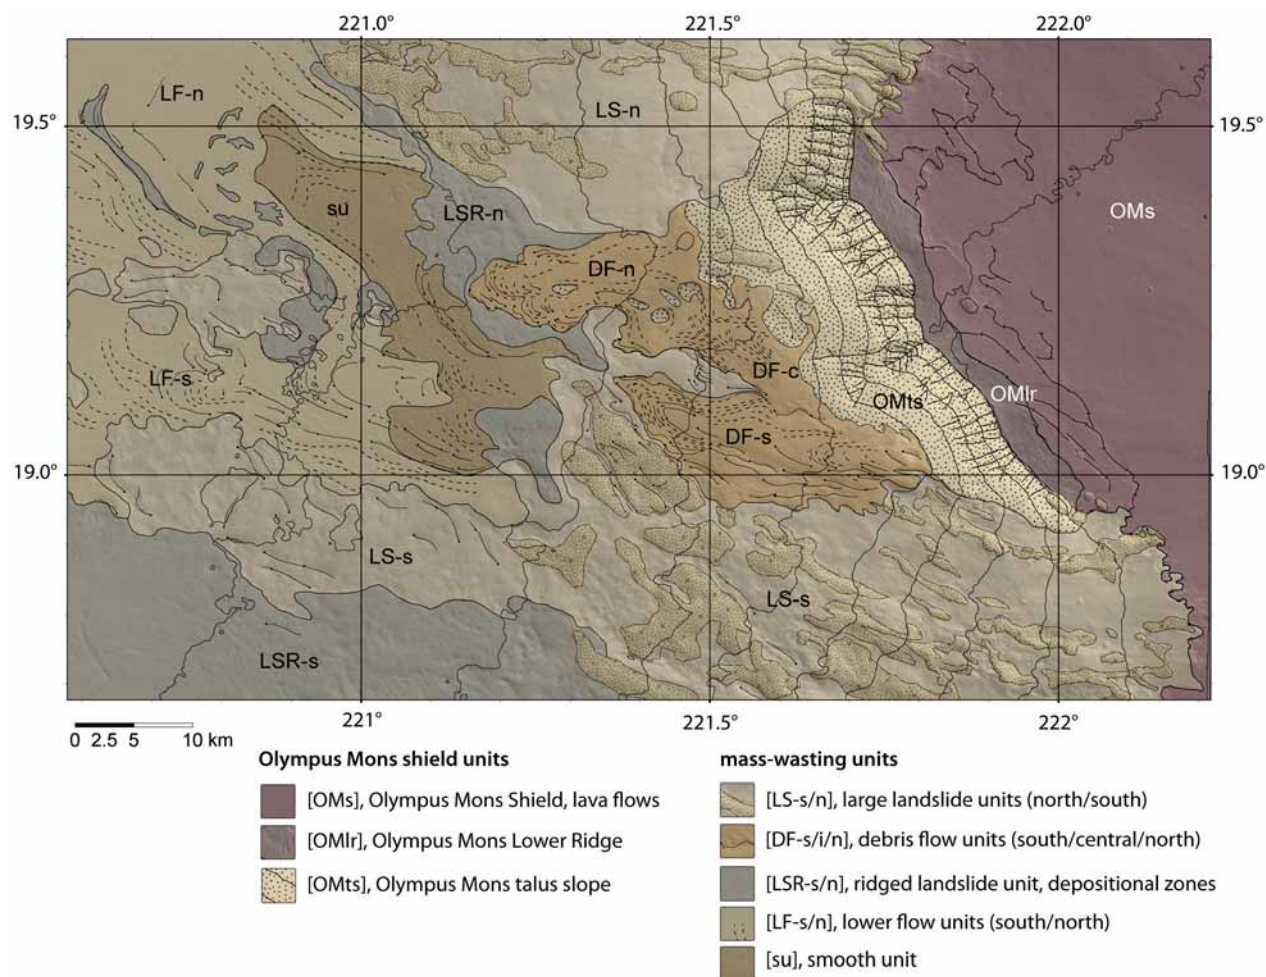 221.0° 221.5° 222.0°
LF-n
LS-n
19.5° 19.5°
su
LSR-n
OMs
DF-n
LF-s
DF-c
OMlr
OMts
DF-s
19.0° 19.0°
LS-s
LS-s
LSR-s
221° 221.5° 222°
0 2.5 5 10 km
Olympus Mons shield units
[OMs], Olympus Mons Shield, lava flows
[OMlr], Olympus Mons Lower Ridge
[OMts], Olympus Mons talus slope
mass-wasting units
[LS-s/n], large landslide units (north/south)
[DF-s/i/n], debris flow units (south/central/north)
[LSR-s/n], ridged landslide unit, depositional zones
[LF-s/n], lower flow units (south/north)
[su], smooth unit